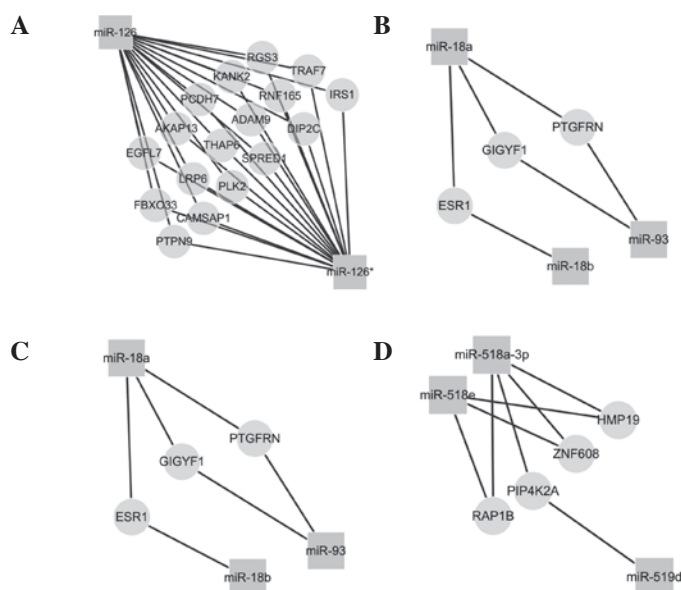 A
miR-126
RGS3
TRAF7
KANK2
IRS1
PCDH7
RNF165
ADAM9
DIP2C
AKAP13
THAP6
EGFL7
SPRED1
LRP6
PLK2
FBXO33
CAMSAP1
PTPN9
miR-126*
B
miR-18a
PTGFRN
GIGYF1
ESR1
miR-93
miR-18b
C
miR-18a
PTGFRN
GIGYF1
ESR1
miR-93
miR-18b
D
miR-518a-3p
miR-518e
HMP19
ZNF608
PIP4K2A
RAP1B
miR-519d